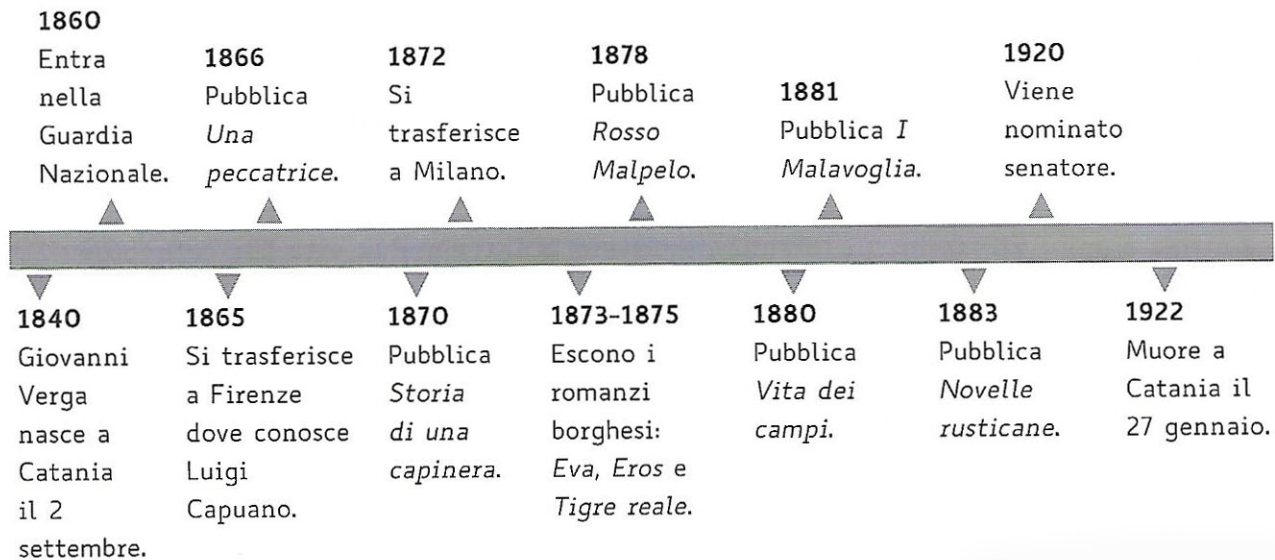 1860
Entra
nella
Guardia
Nazionale.
1866
Pubblica
Una
peccatrice.
1872
Si
trasferisce
a Milano.
1878
Pubblica
Rosso
Malpelo.
1881
Pubblica I
Malavoglia.
1920
Viene
nominato
senatore.
1840
Giovanni
Verga
nasce a
Catania
il 2
settembre.
1865
Si trasferisce
a Firenze
dove conosce
Luigi
Capuano.
1870
Pubblica
Storia
di una
capinera.
1873-1875
Escono i
romanzi
borghesi:
Eva, Eros e
Tigre reale.
1880
Pubblica
Vita dei
campi.
1883
Pubblica
Novelle
rusticane.
1922
Muore a
Catania il
27 gennaio.